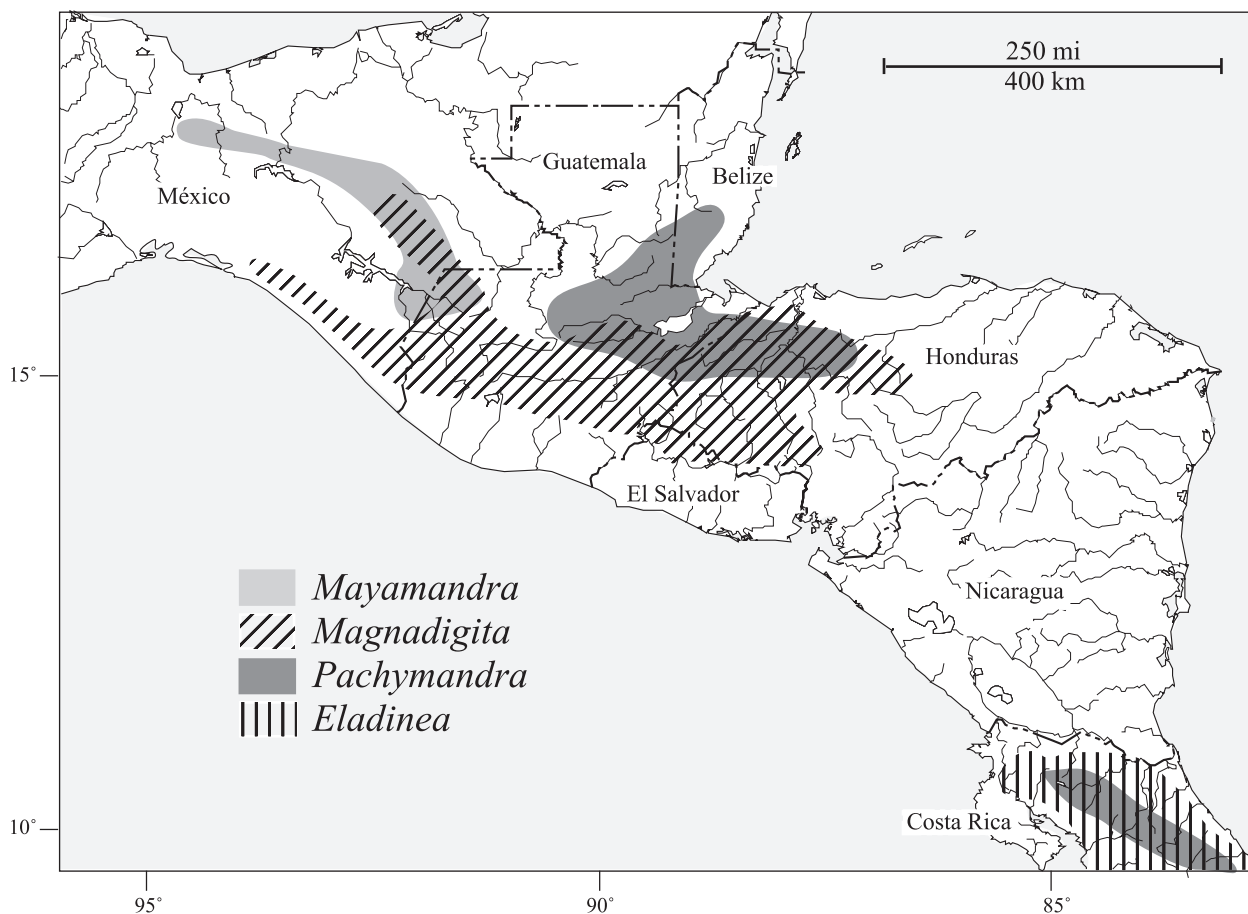 250 mi
400 km
Guatemala
Belize
México
Honduras
15°
El Salvador
Mayamandra
Nicaragua
Magnadigita
Pachymandra
Eladinea
Costa Rica
10°
95°
90°
85°